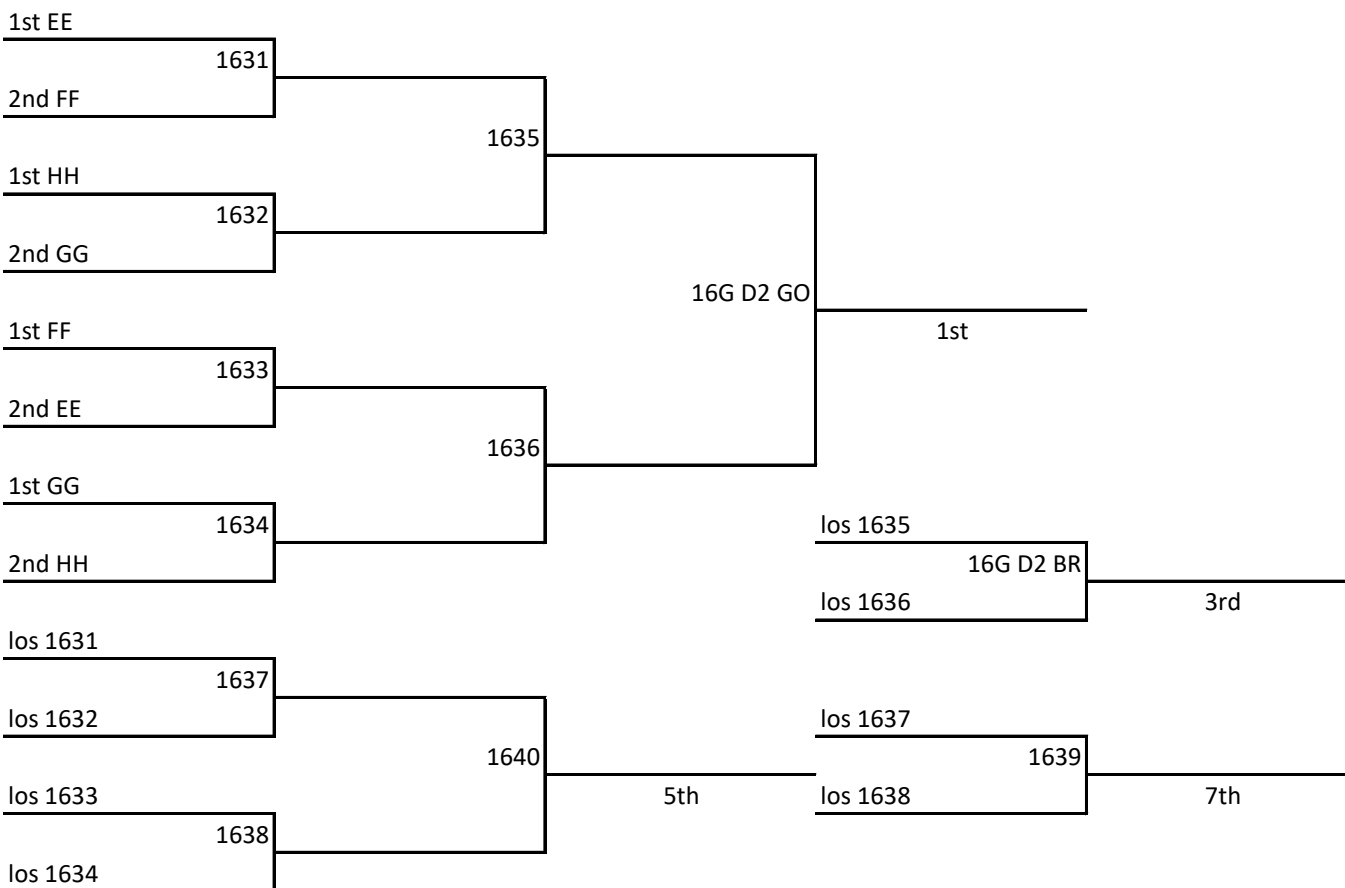 1st EE
1631
2nd FF
1635
1st HH
1632
2nd GG
16G D2 GO
1st FF
1st
1633
2nd EE
1636
1st GG
1634
los 1635
2nd HH
16G D2 BR
los 1636
3rd
los 1631
1637
los 1632
los 1637
1640
1639
los 1633
5th
los 1638
7th
1638
los 1634